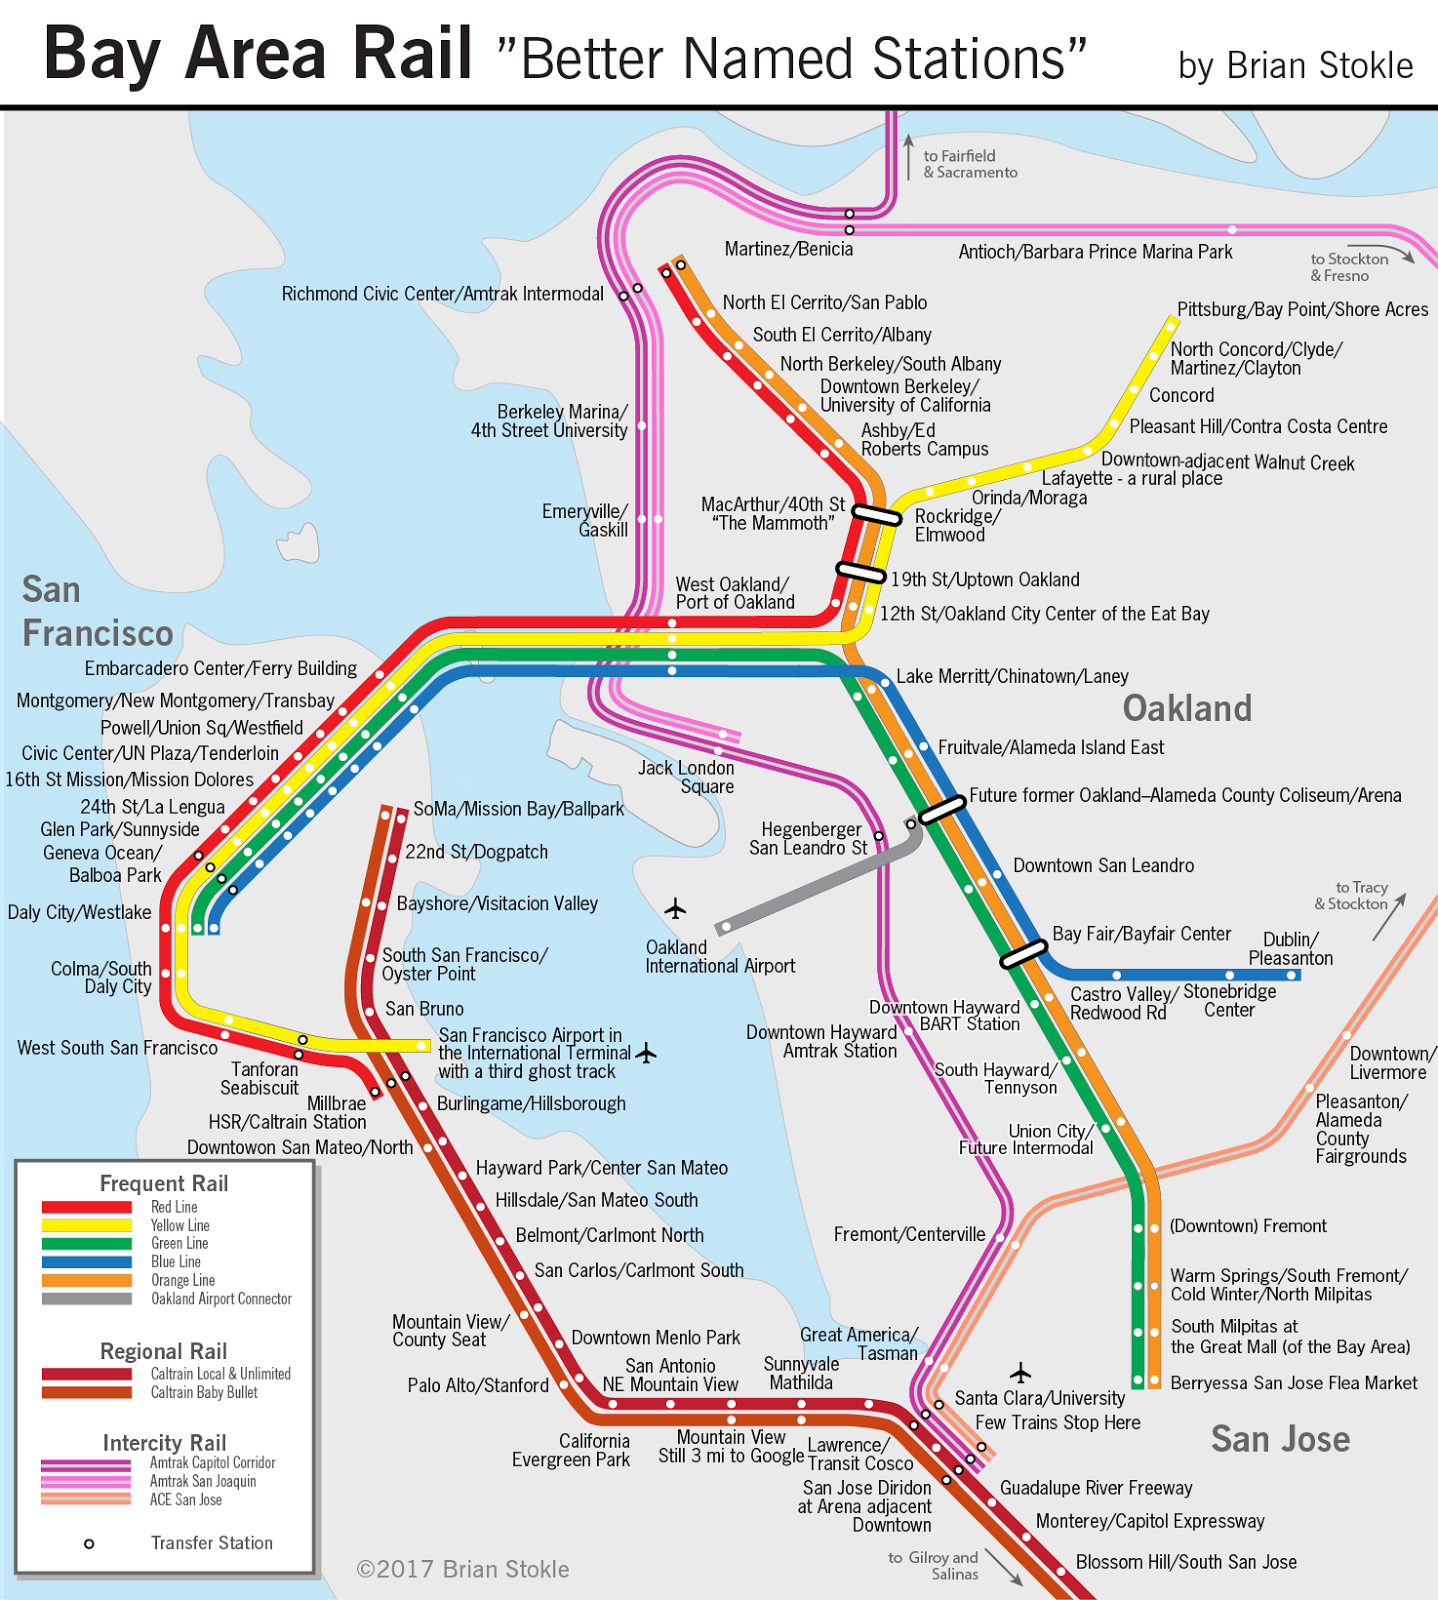 Bay Area Rail "Better Named Stations"
by Brian Stokle
to Fairfield
& Sacramento
Martinez/Benicia
Antioch/Barbara Prince Marina Park
to Stockton
& Fresno
Richmond Civic Center/Amtrak Intermodal
North El Cerrito/San Pablo
Pittsburg/Bay Point/Shore Acres
South El Cerrito/Albany
North Concord/Clyde/
Martinez/Clayton
North Berkeley/South Albany
Downtown Berkeley/
University of California
Concord
Berkeley Marina/
4th Street University
Ashby/Ed
Roberts Campus
Pleasant Hill/Contra Costa Centre
Downtown-adjacent Walnut Creek
Lafayette - a rural place
Orinda/Moraga
MacArthur/40th St
“The Mammoth”
Rockridge/
Elmwood
Emeryville/
Gaskill
19th St/Uptown Oakland
San
Francisco
West Oakland/
Port of Oakland
12th St/Oakland City Center of the Eat Bay
Embarcadero Center/Ferry Building
Montgomery/New Montgomery/Transbay
Powell/Union Sq/Westfield
Civic Center/UN Plaza/Tenderloin
16th St Mission/Mission Dolores
24th St/La Lengua
Glen Park/Sunnyside
Geneva Ocean/
Balboa Park
Daly City/Westlake
Colma/South
Daly City
West South San Francisco
Tanforan
Seabiscuit
Millbrae
HSR/Caltrain Station
Downtowon San Mateo/North
Lake Merritt/Chinatown/Laney
Oakland
Fruitvale/Alameda Island East
Jack London
Square
Future former Oakland–Alameda County Coliseum/Arena
Hegenberger
San Leandro St
SoMa/Mission Bay/Ballpark
22nd St/Dogpatch
Bayshore/Visitacion Valley
South San Francisco/
Oyster Point
San Bruno
San Francisco Airport in
the International Terminal
with a third ghost track
Burlingame/Hillsborough
Oakland
International Airport
Downtown San Leandro
to Tracy
& Stockton
Bay Fair/Bayfair Center
Dublin/
Pleasanton
Castro Valley/
Redwood Rd
Stonebridge
Center
Downtown Hayward
BART Station
Downtown Hayward
Amtrak Station
South Hayward/
Tennyson
Union City/
Future Intermodal
Downtown/
Livermore
Pleasanton/
Alameda
County
Fairgrounds
Hayward Park/Center San Mateo
Hillsdale/San Mateo South
Belmont/Carlmont North
San Carlos/Carlmont South
Fremont/Centerville
(Downtown) Fremont
Warm Springs/South Fremont/
Cold Winter/North Milpitas
South Milpitas at
the Great Mall (of the Bay Area)
Berryessa San Jose Flea Market
Mountain View/
County Seat
Downtown Menlo Park
Great America/
Tasman
Palo Alto/Stanford
San Antonio
NE Mountain View
Sunnyvale
Mathilda
Santa Clara/University
Few Trains Stop Here
San Jose
California
Evergreen Park
Mountain View
Still 3 mi to Google
Lawrence/
Transit Cosco
San Jose Diridon
at Arena adjacent
Downtown
Guadalupe River Freeway
Monterey/Capitol Expressway
Blossom Hill/South San Jose
to Gilroy and
Salinas
Frequent Rail
Red Line
Yellow Line
Green Line
Blue Line
Orange Line
Oakland Airport Connector
Regional Rail
Caltrain Local & Unlimited
Caltrain Baby Bullet
Intercity Rail
Amtrak Capitol Corridor
Amtrak San Joaquin
ACE San Jose
Transfer Station
©2017 Brian Stokle